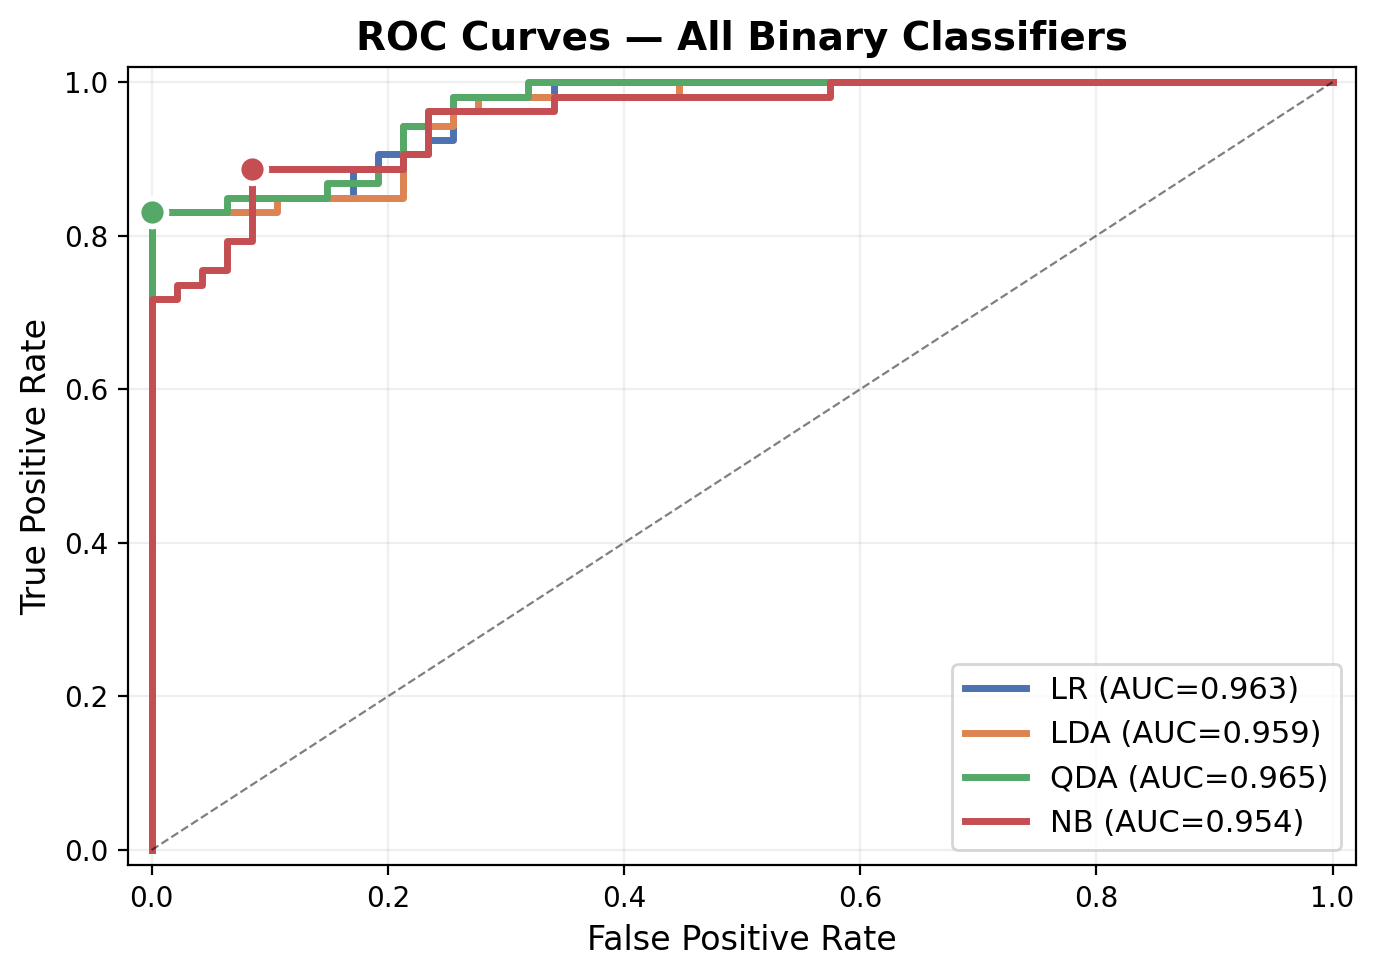 ROC Curves — All Binary Classifiers
True Positive Rate
1.0
0.8
0.6
0.4
0.2
0.0
0.0 0.2 0.4 0.6 0.8 1.0
False Positive Rate
LR (AUC=0.963)
LDA (AUC=0.959)
QDA (AUC=0.965)
NB (AUC=0.954)